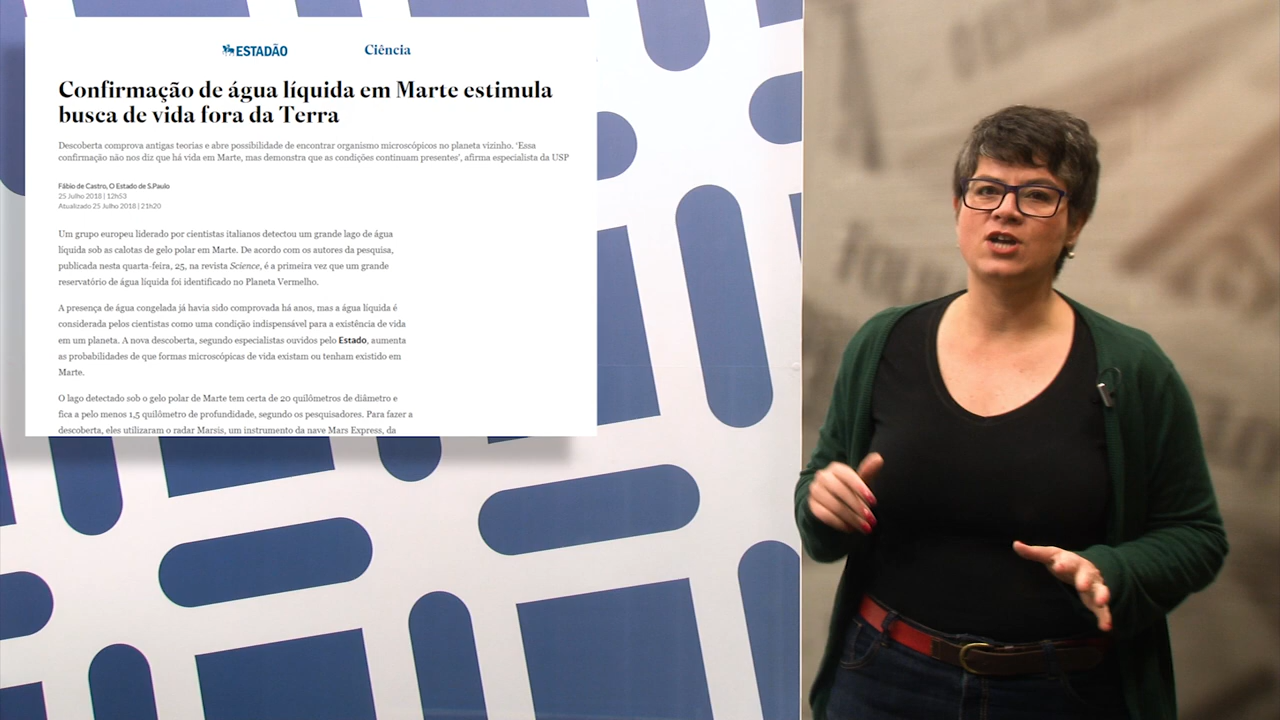 ESTADÃO
Ciência
Confirmação de água líquida em Marte estimula
busca de vida fora da Terra
Descoberta comprova antigas teorias e abre possibilidade de encontrar organismo microscópicos no planeta vizinho. ‘Essa
confirmação não nos diz que há vida em Marte, mas demonstra que as condições continuam presentes’, afirma especialista da USP
Fábio de Castro, O Estado de S.Paulo
25 Julho 2018 | 12h53
Atualizado 25 Julho 2018 | 21h20
Um grupo europeu liderado por cientistas italianos detectou um grande lago de água
líquida sob as calotas de gelo polar em Marte. De acordo com os autores da pesquisa,
publicada nesta quarta-feira, 25, na revista Science, é a primeira vez que um grande
reservatório de água líquida foi identificado no Planeta Vermelho.
A presença de água congelada já havia sido comprovada há anos, mas a água líquida é
considerada pelos cientistas como uma condição indispensável para a existência de vida
em um planeta. A nova descoberta, segundo especialistas ouvidos pelo Estado, aumenta
as probabilidades de que formas microscópicas de vida existam ou tenham existido em
Marte.
O lago detectado sob o gelo polar de Marte tem certa de 20 quilômetros de diâmetro e
fica a pelo menos 1,5 quilômetro de profundidade, segundo os pesquisadores. Para fazer a
descoberta, eles utilizaram o radar Marsis, um instrumento da nave Mars Express, da